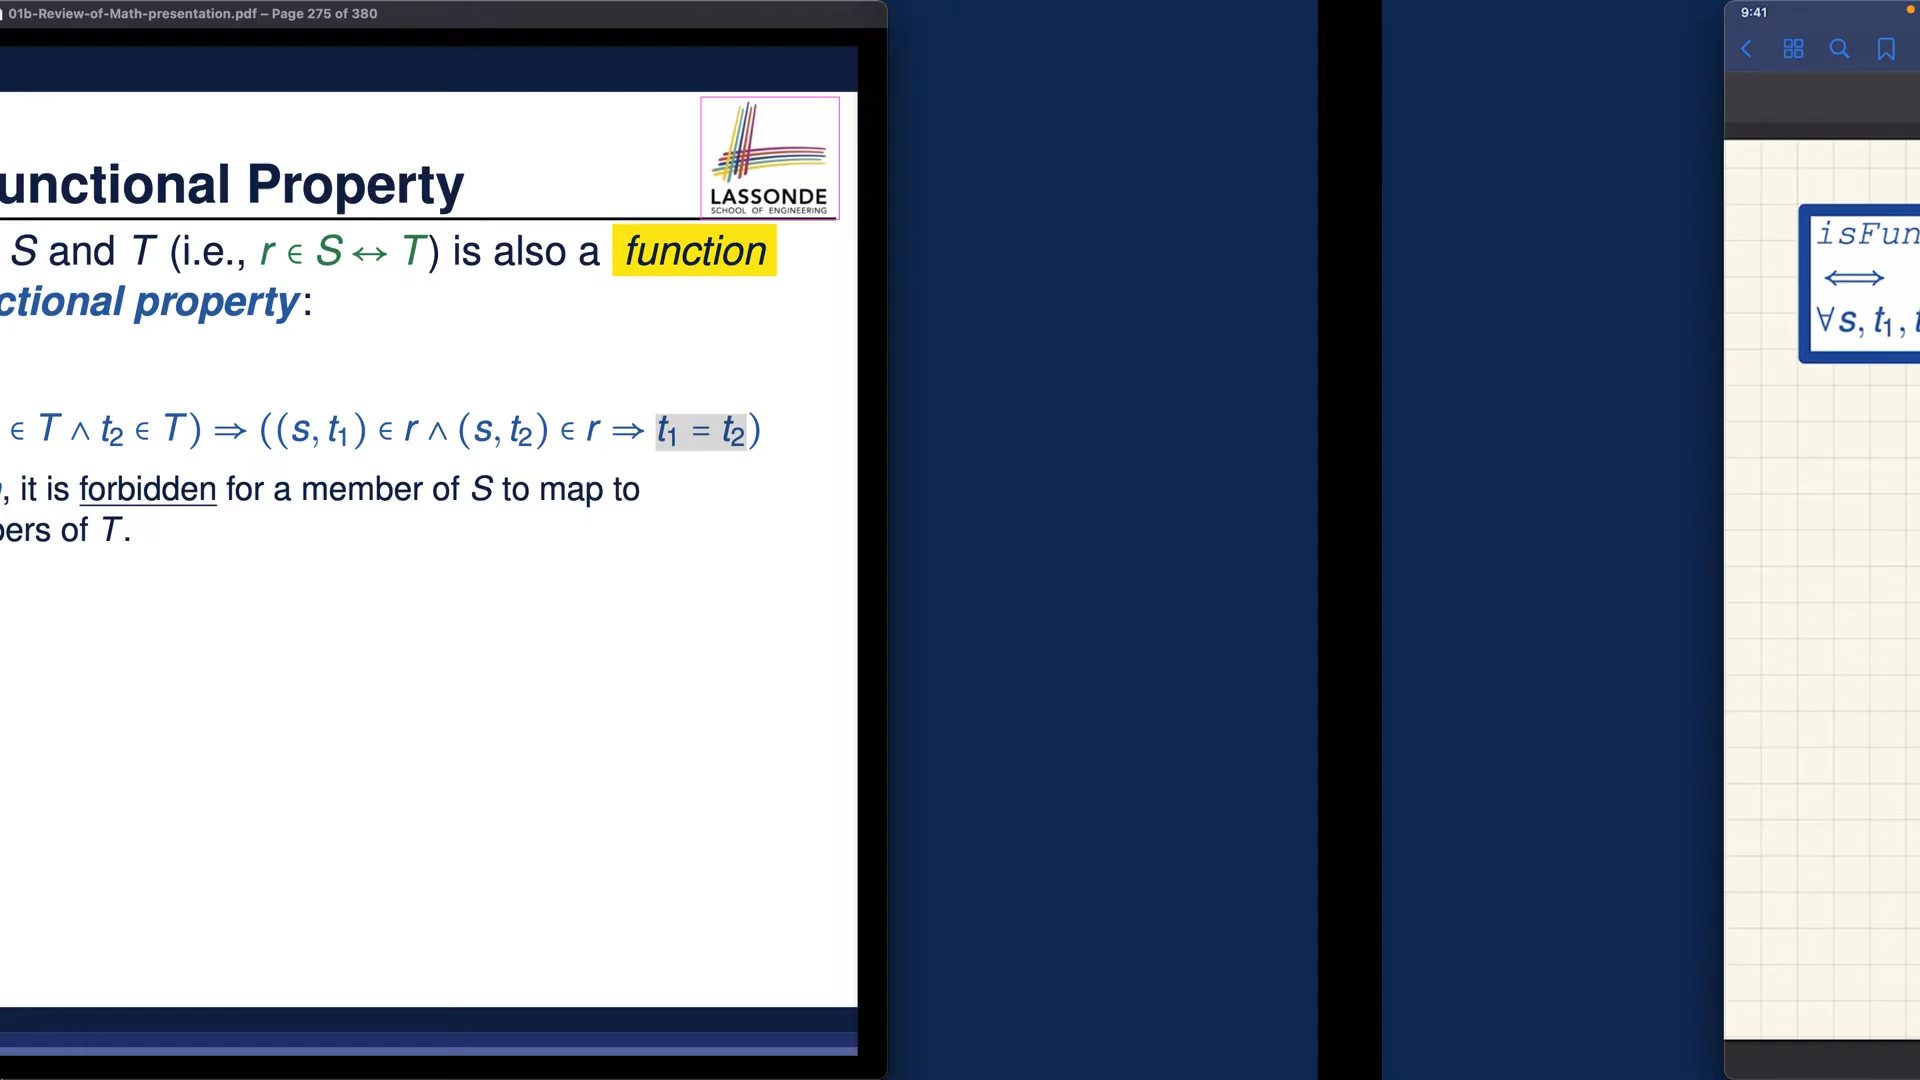 01b-Review-of-Math-presentation.pdf – Page 275 of 380
unctional Property
LASSONDE
SCHOOL OF ENGINEERING
S and T (i.e., r ∈ S ↔ T) is also a function
ctional property:
∈ T ∧ t₂ ∈ T) ⇒ ((s, t₁) ∈ r ∧ (s, t₂) ∈ r ⇒ t₁ = t₂)
, it is forbidden for a member of S to map to
bers of T.
9:41
isFun
⟺
∀s, t₁, t